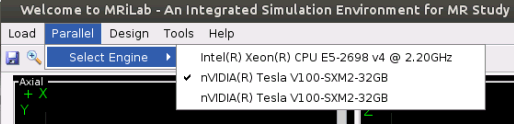 Welcome to MRiLab - An Integrated Simulation Environment for MR Study
Load Parallel Design Tools Help
Select Engine
Intel(R) Xeon(R) CPU E5-2698 v4 @ 2.20GHz
✓ nVIDIA(R) Tesla V100-SXM2-32GB
nVIDIA(R) Tesla V100-SXM2-32GB
Axial
+ X
Y
Z